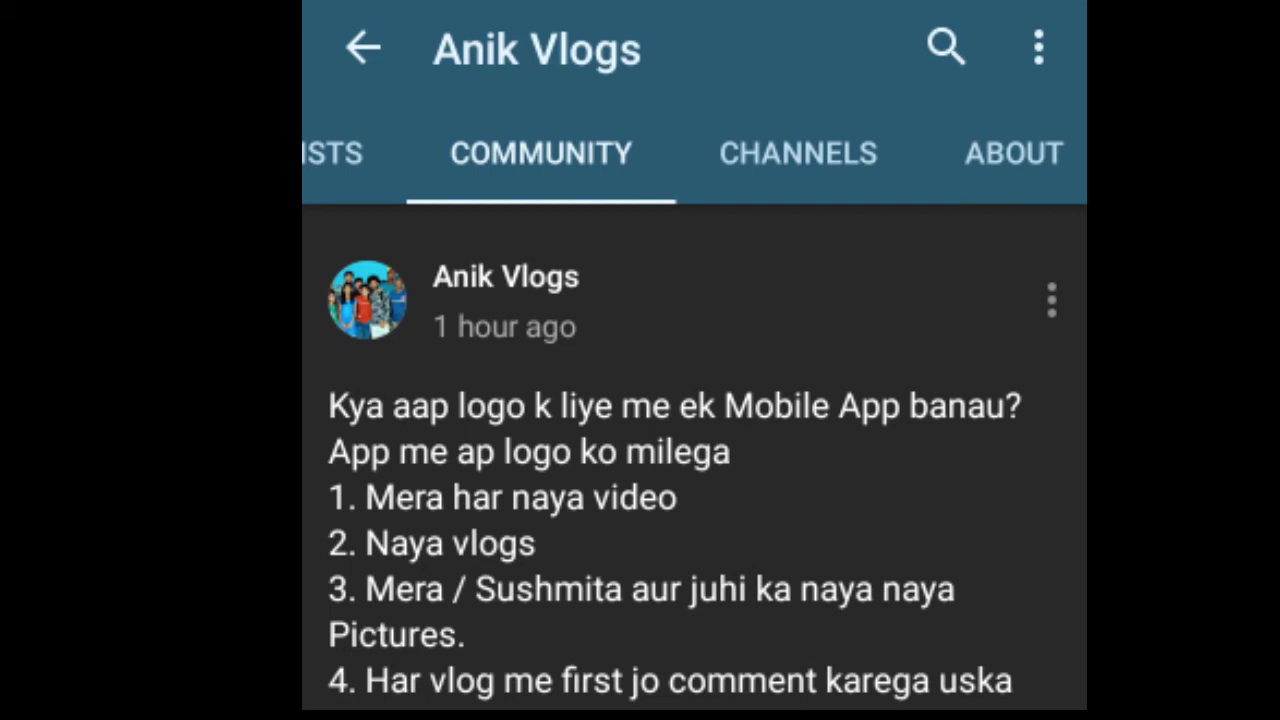 Anik Vlogs
COMMUNITY CHANNELS ABOUT
Anik Vlogs
1 hour ago
Kya aap logo k liye me ek Mobile App banau?
App me ap logo ko milega
1. Mera har naya video
2. Naya vlogs
3. Mera / Sushmita aur juhi ka naya naya
Pictures.
4. Har vlog me first jo comment karega uska